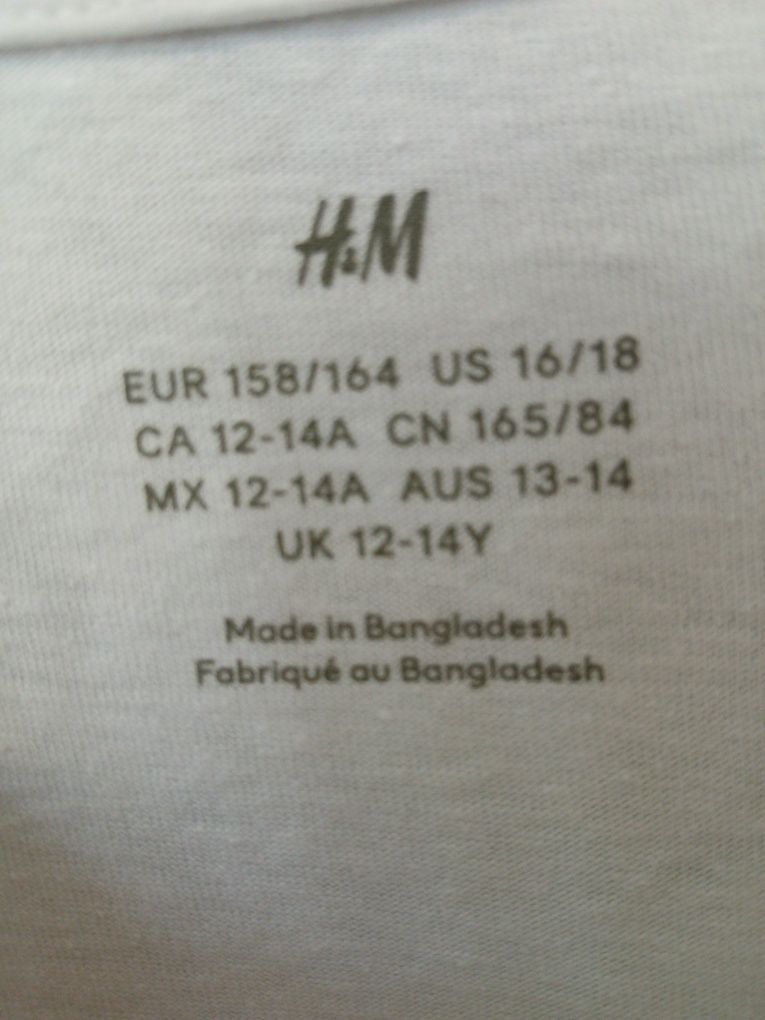 H&M
EUR 158/164 US 16/18
CA 12-14A CN 165/84
MX 12-14A AUS 13-14
UK 12-14Y
Made in Bangladesh
Fabriqué au Bangladesh